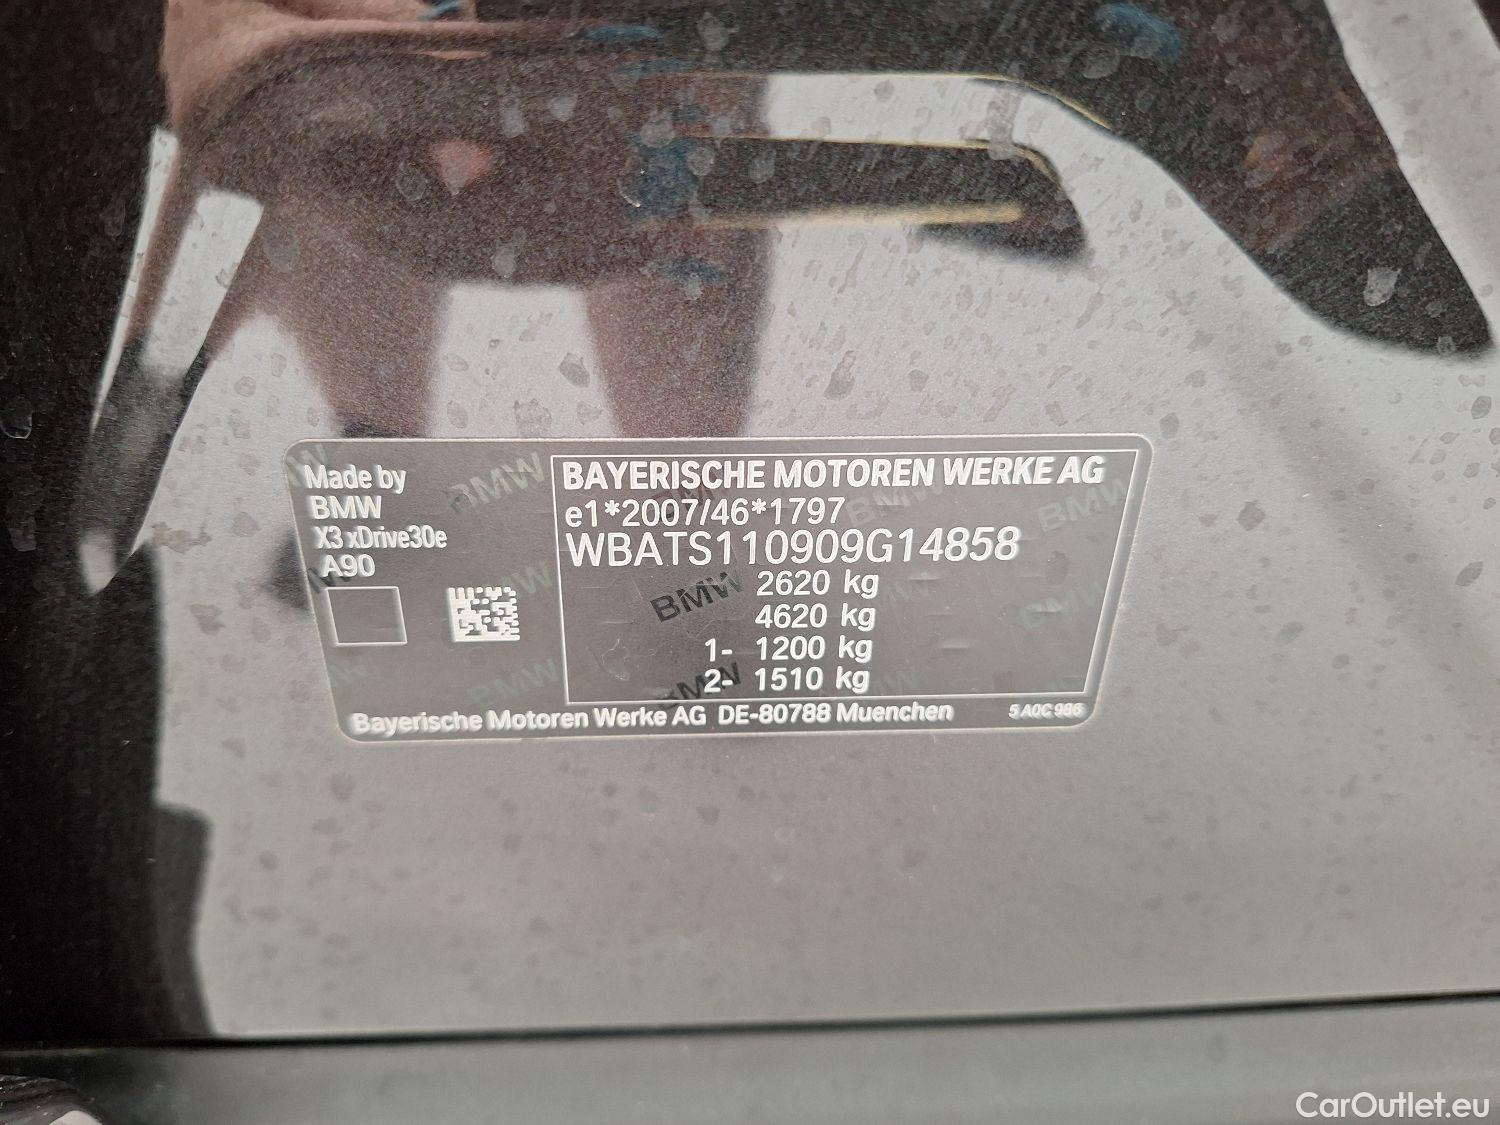 Made by
BMW
X3 xDrive30e
A90
BAYERISCHE MOTOREN WERKE AG
e1*2007/46*1797
WBATS110909G14858
2620 kg
4620 kg
1- 1200 kg
2- 1510 kg
Bayerische Motoren Werke AG DE-80788 Muenchen 5 A0C 986
CarOutlet.eu